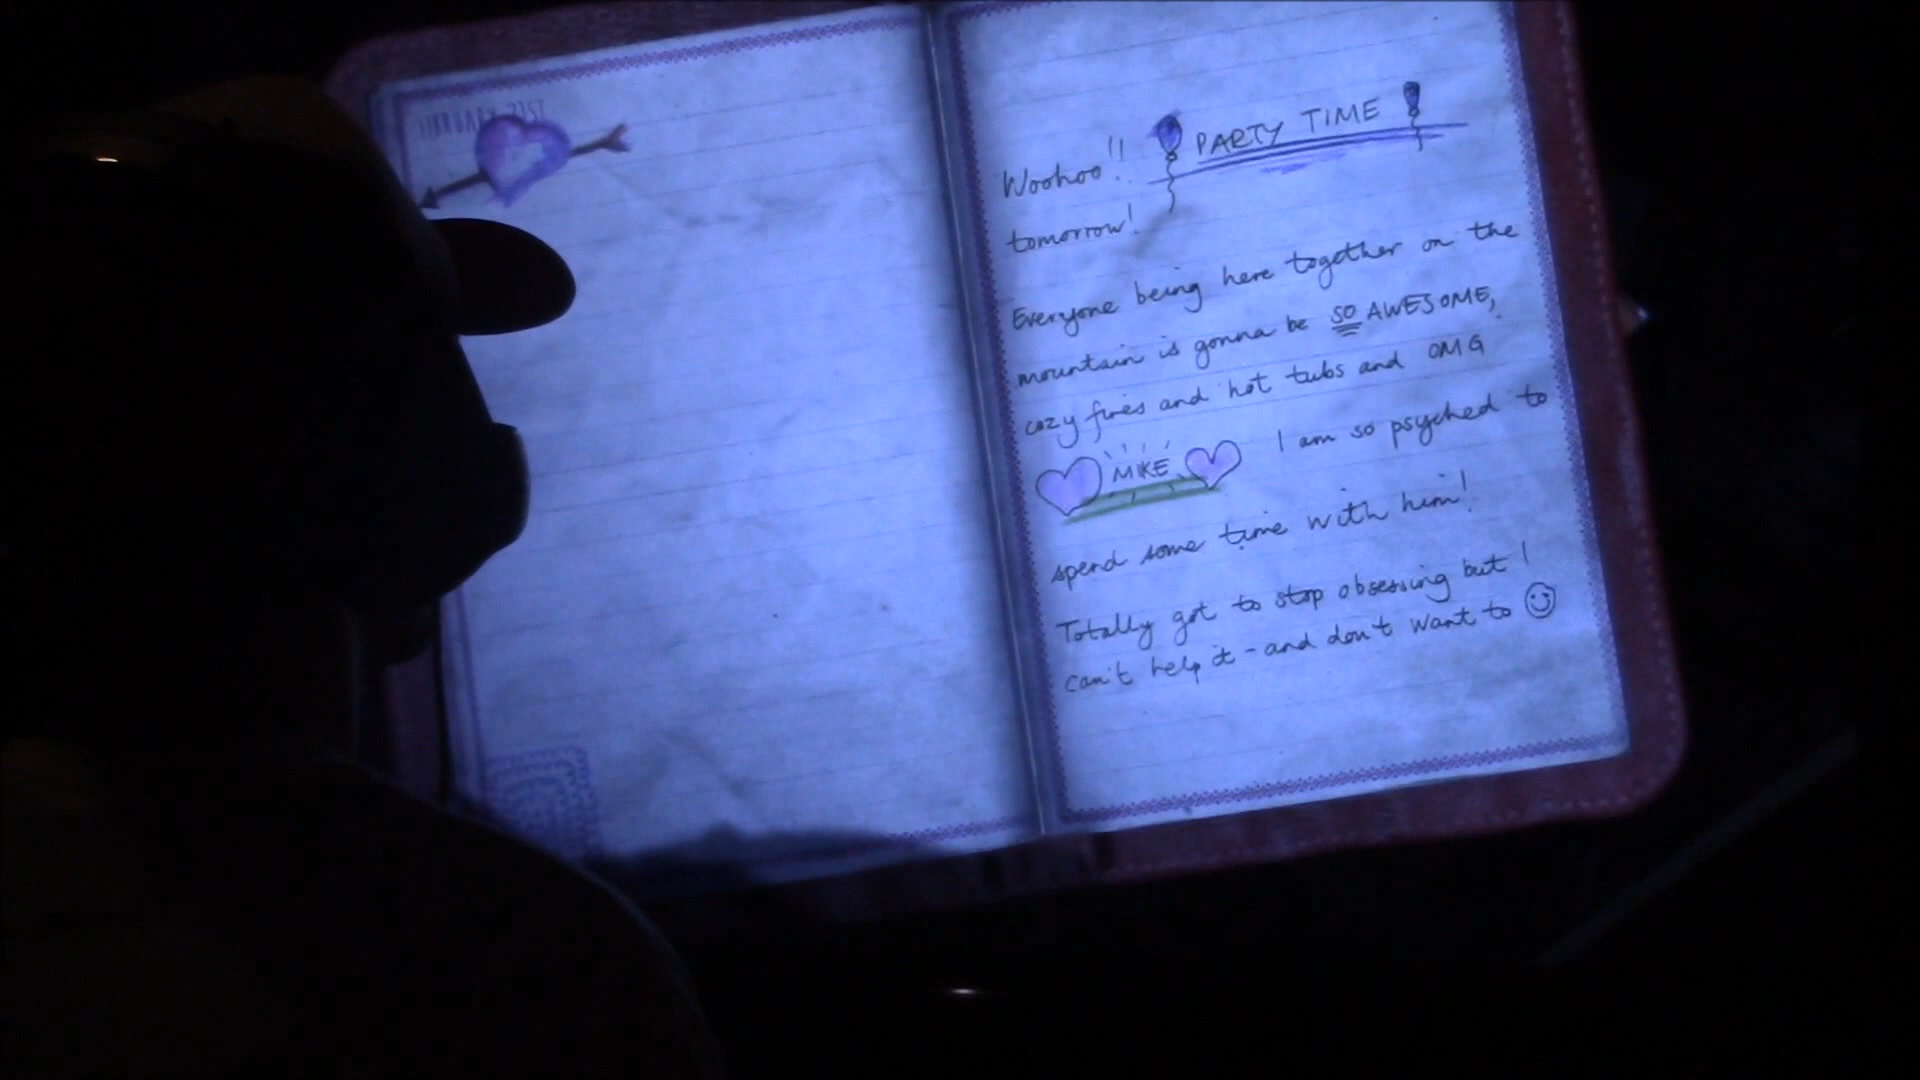 FEBRUARY 21ST
Woohoo!! PARTY TIME
tomorrow!
Everyone being here together on the
mountain is gonna be SO AWESOME,
cozy fires and hot tubs and OMG
MIKE I am so psyched to
spend some time with him!
Totally got to stop obsessing but I
can't help it - and don't want to